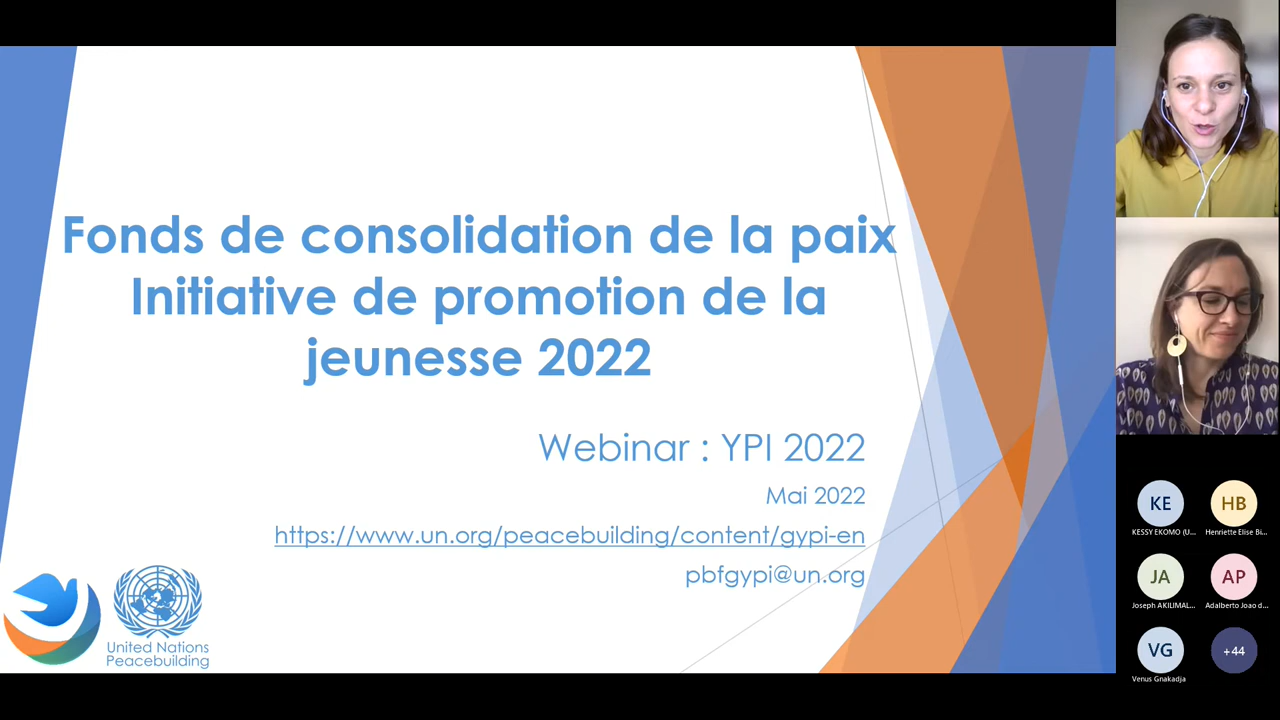 Fonds de consolidation de la paix
Initiative de promotion de la
jeunesse 2022
Webinar : YPI 2022
Mai 2022
https://www.un.org/peacebuilding/content/gypi-en
pbfgypi@un.org
United Nations
Peacebuilding
KE
HB
KESSY EKOMO (U...
Henriette Elise Bi...
JA
AP
Joseph AKILIMAL...
Adalberto Joao d...
VG
+44
Venus Gnakadja